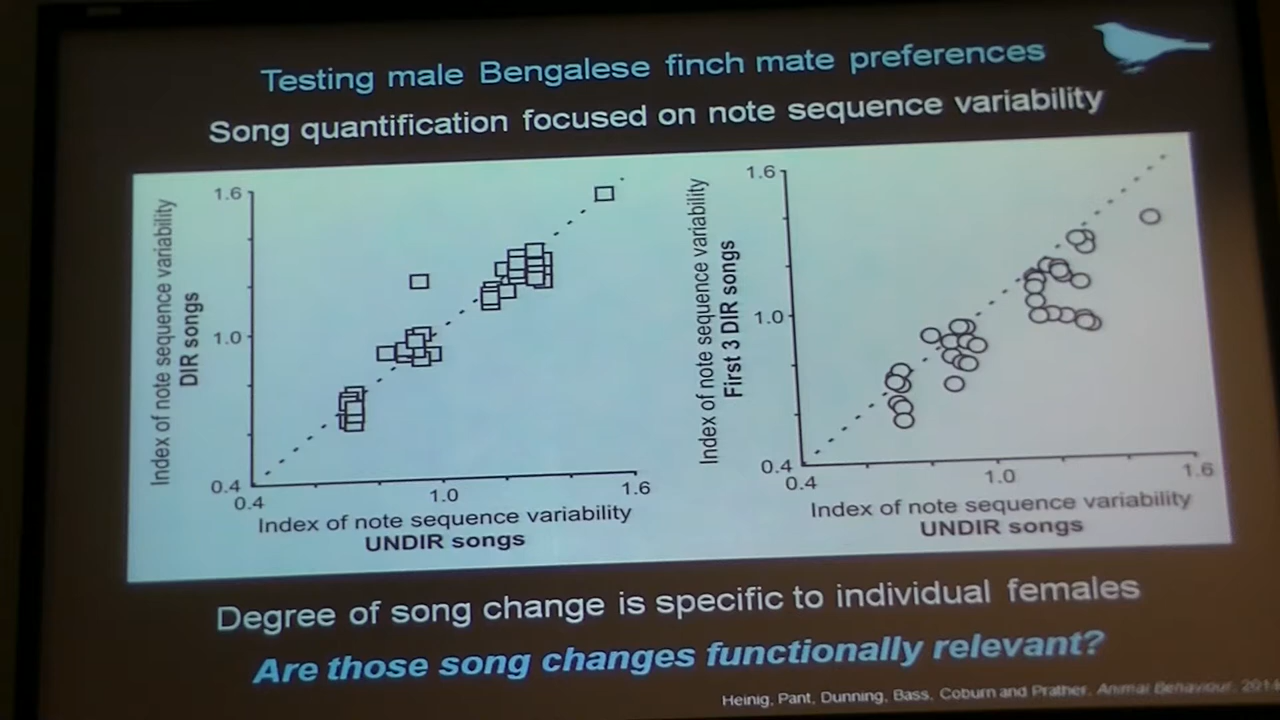 Testing male Bengalese finch mate preferences
Song quantification focused on note sequence variability
Index of note sequence variability
DIR songs
1.6
1.0
0.4
0.4
1.0
1.6
Index of note sequence variability
UNDIR songs
Index of note sequence variability
First 3 DIR songs
1.6
1.0
0.4
0.4
1.0
1.6
Index of note sequence variability
UNDIR songs
Degree of song change is specific to individual females
Are those song changes functionally relevant?
Heinig, Pant, Dunning, Bass, Coburn and Prather, Animal Behaviour, 2014